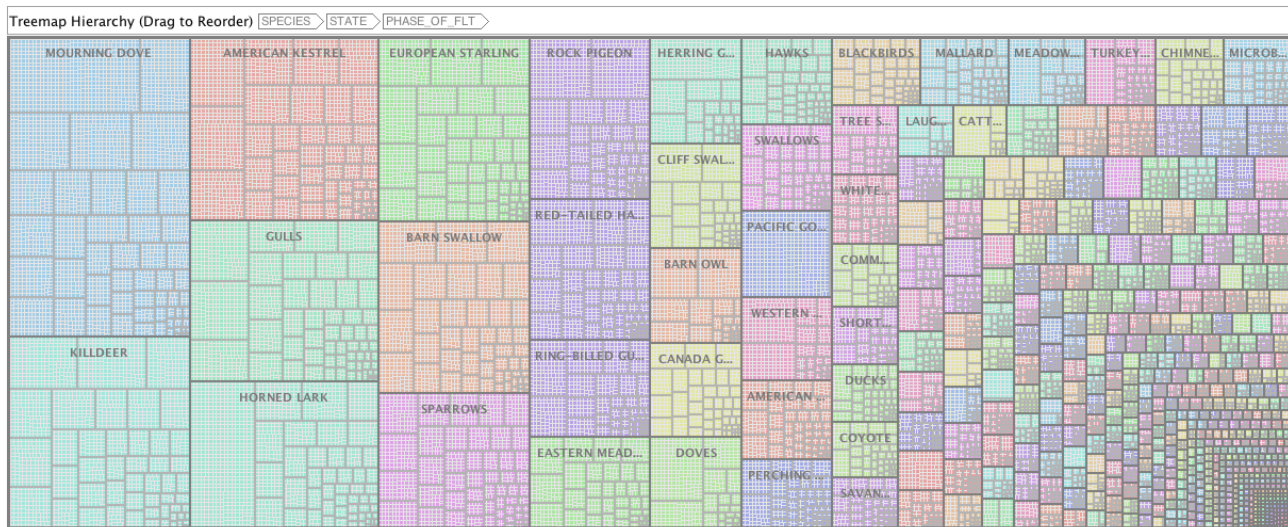 Treemap Hierarchy (Drag to Reorder) SPECIES STATE PHASE_OF_FLT
MOURNING DOVE
AMERICAN KESTREL
EUROPEAN STARLING
ROCK PIGEON
HERRING G...
HAWKS
BLACKBIRDS
MALLARD
MEADOW...
TURKEY...
CHIMNE...
MICROB...
TREE S...
LAUG...
CATT...
SWALLOWS
CLIFF SWAL...
WHITE...
RED-TAILED HA...
PACIFIC GO...
GULLS
BARN SWALLOW
COMM...
BARN OWL
WESTERN ...
SHORT...
KILLDEER
RING-BILLED GU...
CANADA G...
DUCKS
HORNED LARK
AMERICAN ...
SPARROWS
COYOTE
EASTERN MEAD...
DOVES
PERCHING ...
SAVAN...